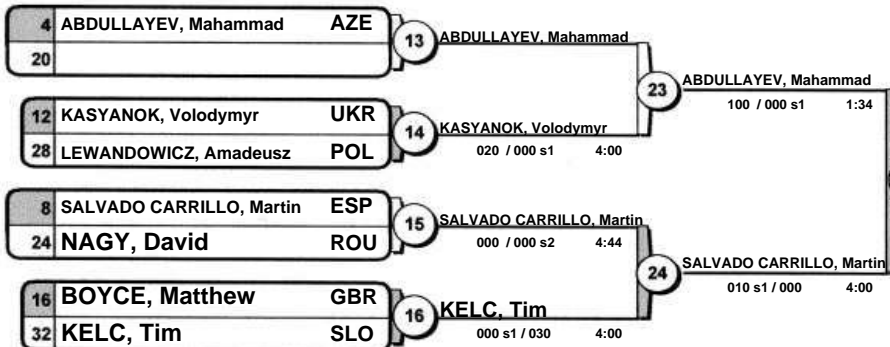 4 ABDULLAYEV, Mahammad AZE
20
13
ABDULLAYEV, Mahammad
12 KASYANOK, Volodymyr UKR
28 LEWANDOWICZ, Amadeusz POL
14
KASYANOK, Volodymyr
020 / 000 s1 4:00
23
ABDULLAYEV, Mahammad
100 / 000 s1 1:34
8 SALVADO CARRILLO, Martin ESP
24 NAGY, David ROU
15
SALVADO CARRILLO, Martin
000 / 000 s2 4:44
16 BOYCE, Matthew GBR
32 KELC, Tim SLO
16
KELC, Tim
000 s1 / 030 4:00
24
SALVADO CARRILLO, Martin
010 s1 / 000 4:00